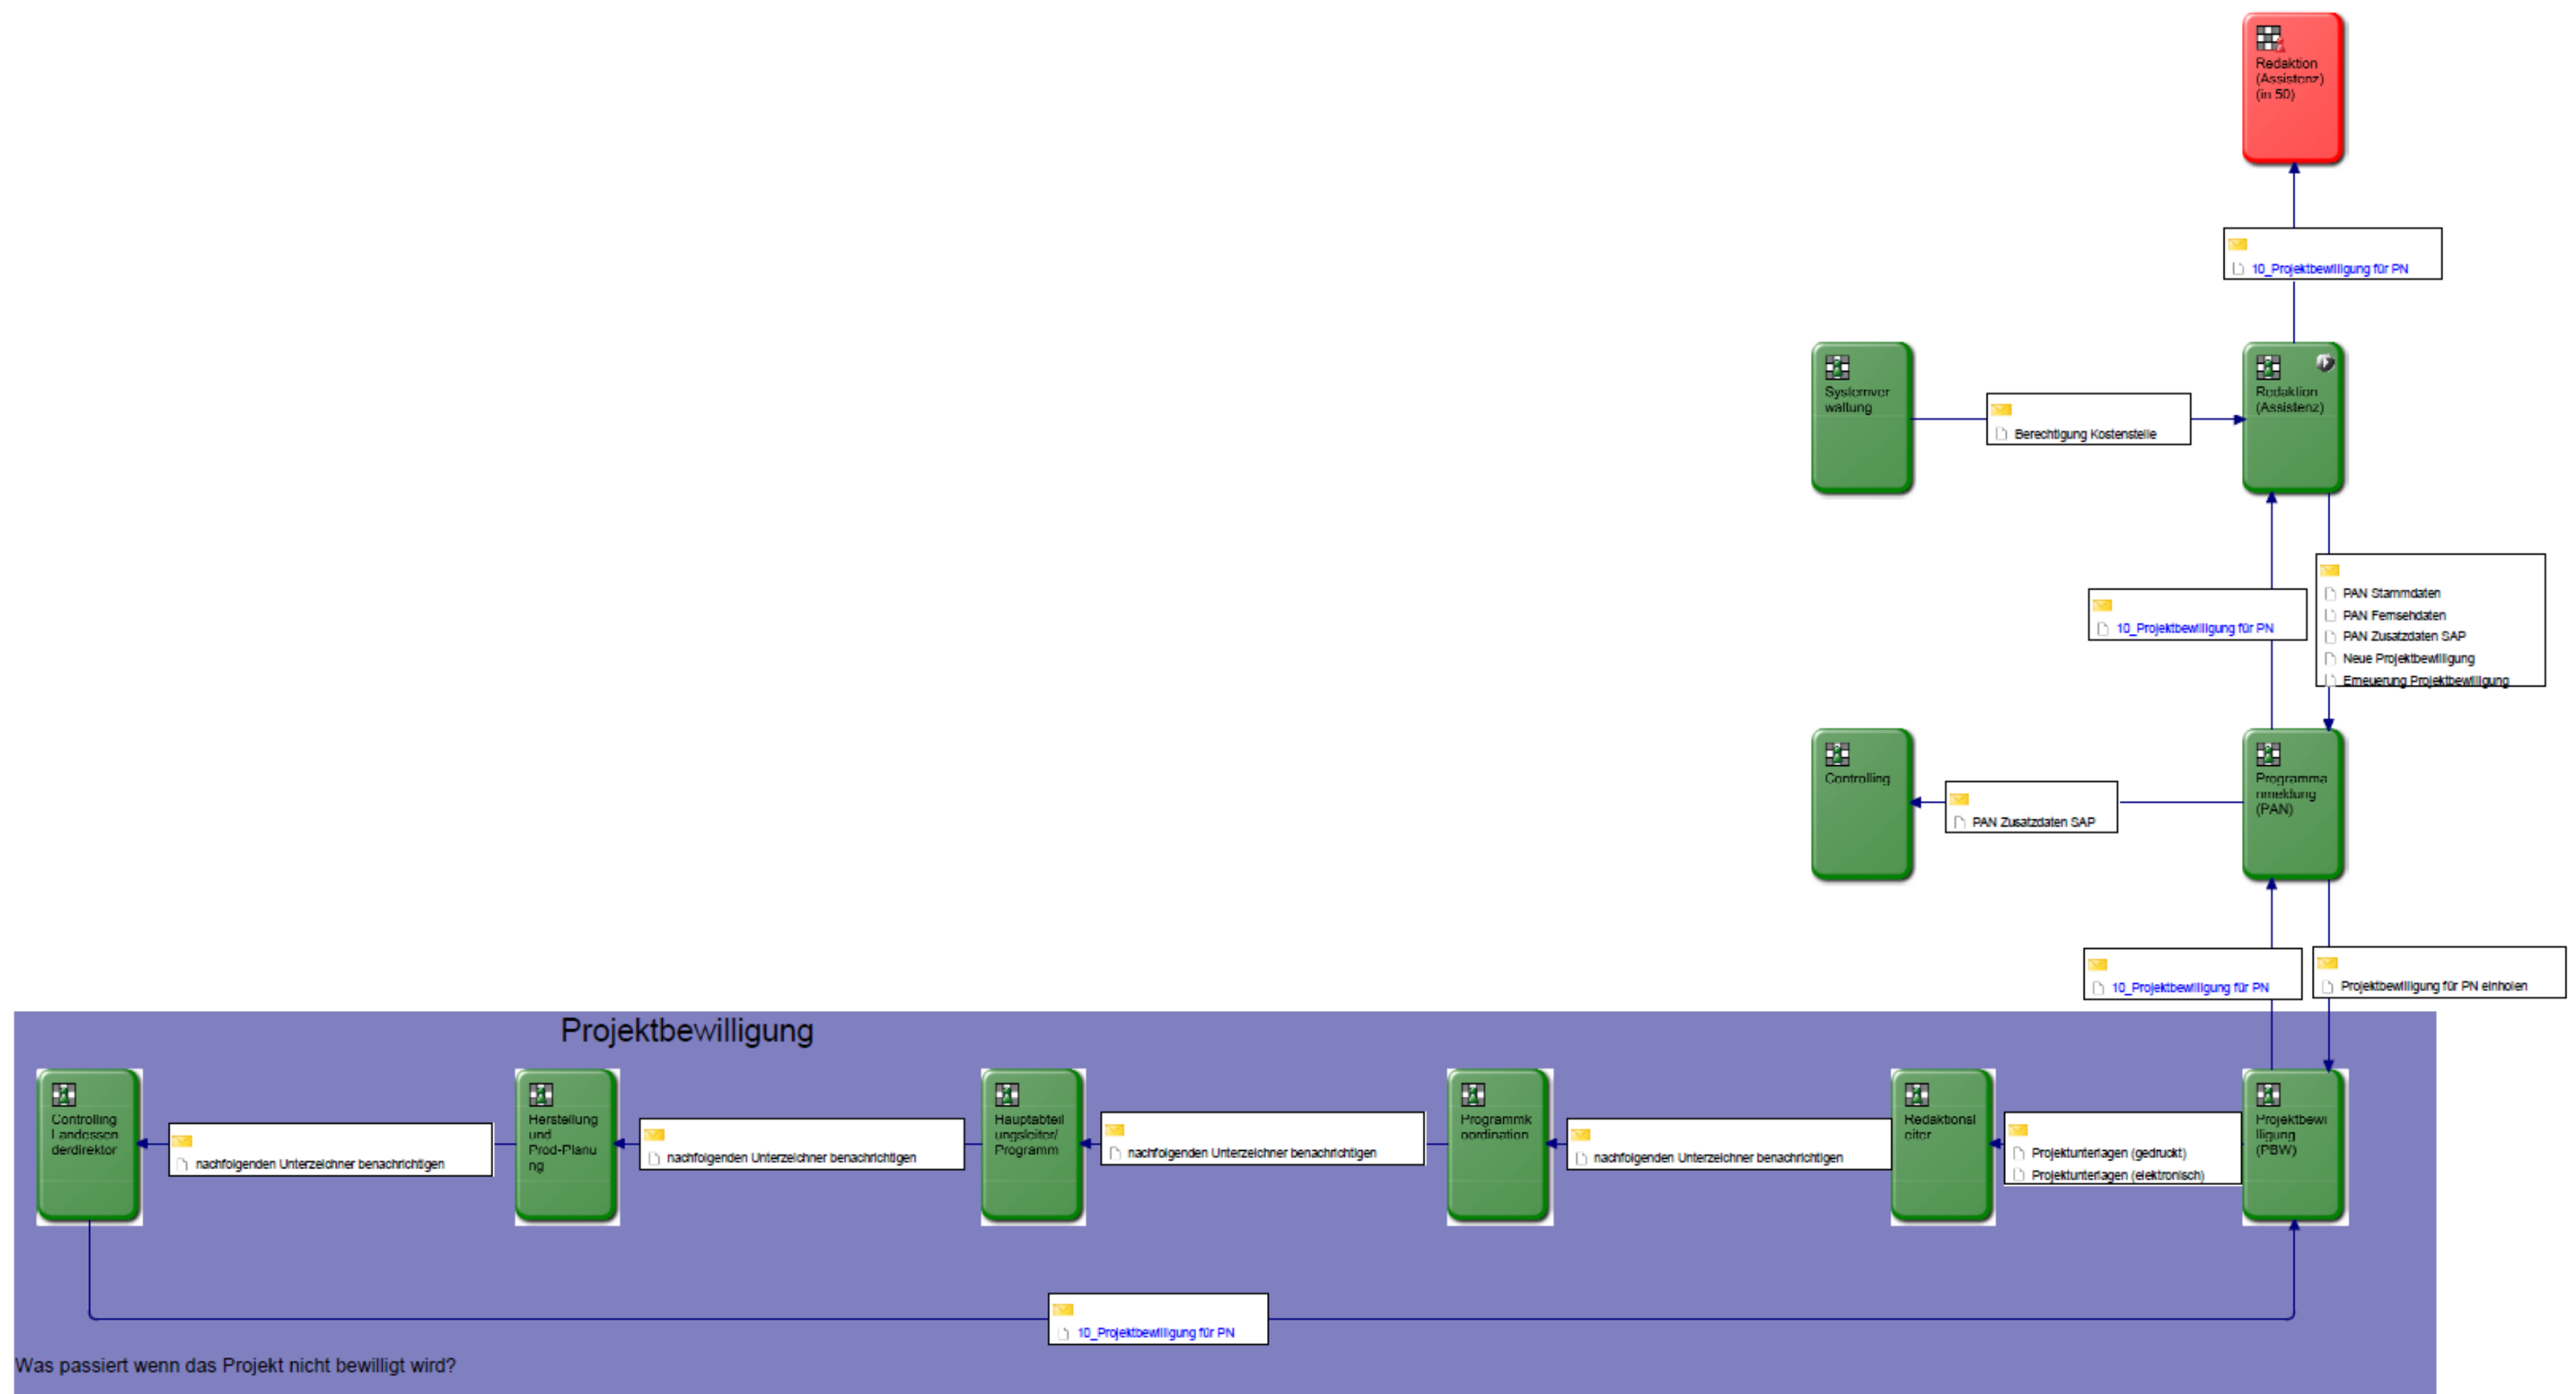 Redaktion
(Assistenz)
(in 50)
10_Projektbewilligung für PN
Systemver
waltung
Berechtigung Kostenstelle
Redaktion
(Assistenz)
PAN Stammdaten
PAN Fernsehdaten
PAN Zusatzdaten SAP
Neue Projektbewilligung
Erneuerung Projektbewilligung
10_Projektbewilligung für PN
Controlling
PAN Zusatzdaten SAP
Programma
nmeldung
(PAN)
10_Projektbewilligung für PN
Projektbewilligung für PN einholen
Projektbewilligung
Controlling
Landessen
derdirektor
nachfolgenden Unterzeichner benachrichtigen
Herstellung
und
Prod-Planu
ng
nachfolgenden Unterzeichner benachrichtigen
Hauptabteil
ungsleiter/
Programm
nachfolgenden Unterzeichner benachrichtigen
Programmk
oordination
nachfolgenden Unterzeichner benachrichtigen
Redaktionsl
eiter
Projektunterlagen (gedruckt)
Projektunterlagen (elektronisch)
Projektbewi
lligung
(PBW)
10_Projektbewilligung für PN
Was passiert wenn das Projekt nicht bewilligt wird?